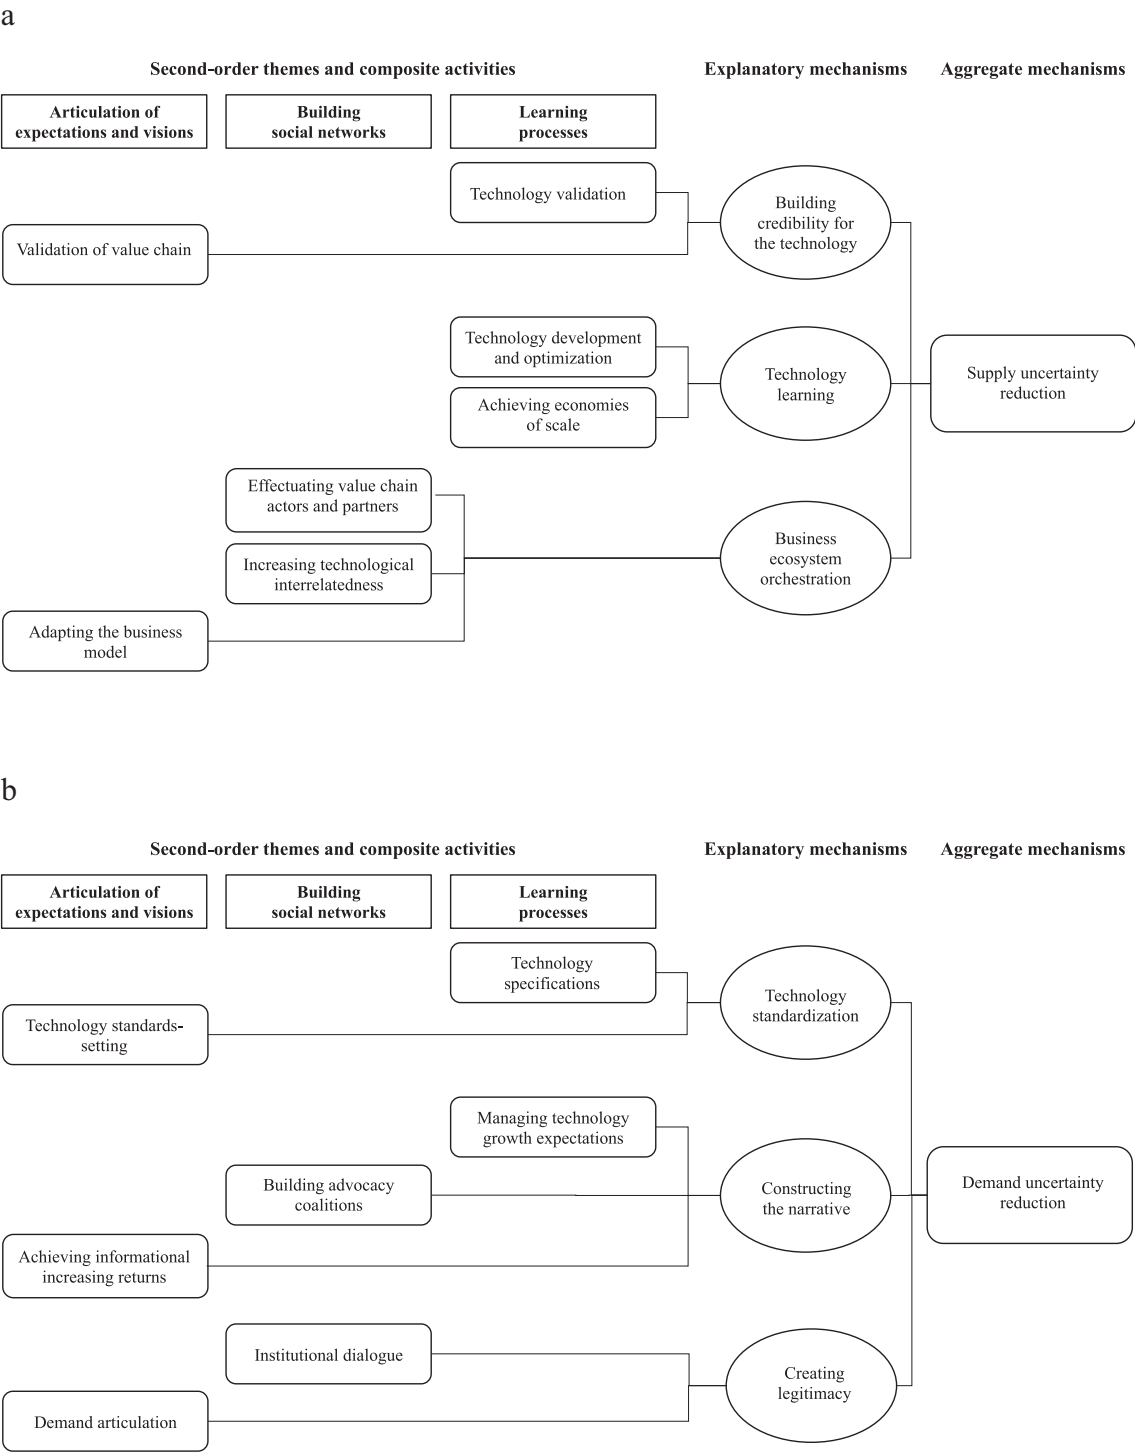 a
Second-order themes and composite activities
Explanatory mechanisms
Aggregate mechanisms
Articulation of
expectations and visions
Building
social networks
Learning
processes
Technology validation
Validation of value chain
Building
credibility for
the technology
Technology development
and optimization
Achieving economies
of scale
Technology
learning
Supply uncertainty
reduction
Effectuating value chain
actors and partners
Increasing technological
interrelatedness
Adapting the business
model
Business
ecosystem
orchestration
b
Second-order themes and composite activities
Explanatory mechanisms
Aggregate mechanisms
Articulation of
expectations and visions
Building
social networks
Learning
processes
Technology
specifications
Technology standards-
setting
Technology
standardization
Managing technology
growth expectations
Building advocacy
coalitions
Achieving informational
increasing returns
Constructing
the narrative
Demand uncertainty
reduction
Institutional dialogue
Demand articulation
Creating
legitimacy